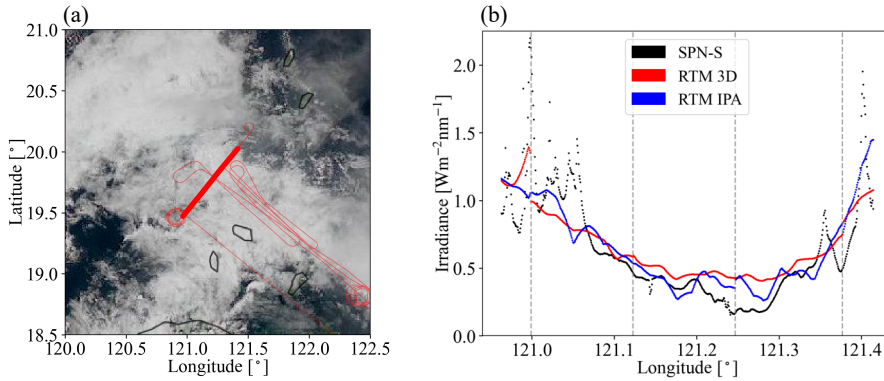 (a)
21.0
20.5
20.0
19.5
19.0
18.5
Latitude [°]
120.0 120.5 121.0 121.5 122.0 122.5
Longitude [°]
(b)
SPN-S
RTM 3D
RTM IPA
2.0
1.5
1.0
0.5
0.0
Irradiance [Wm⁻²nm⁻¹]
121.0 121.1 121.2 121.3 121.4
Longitude [°]